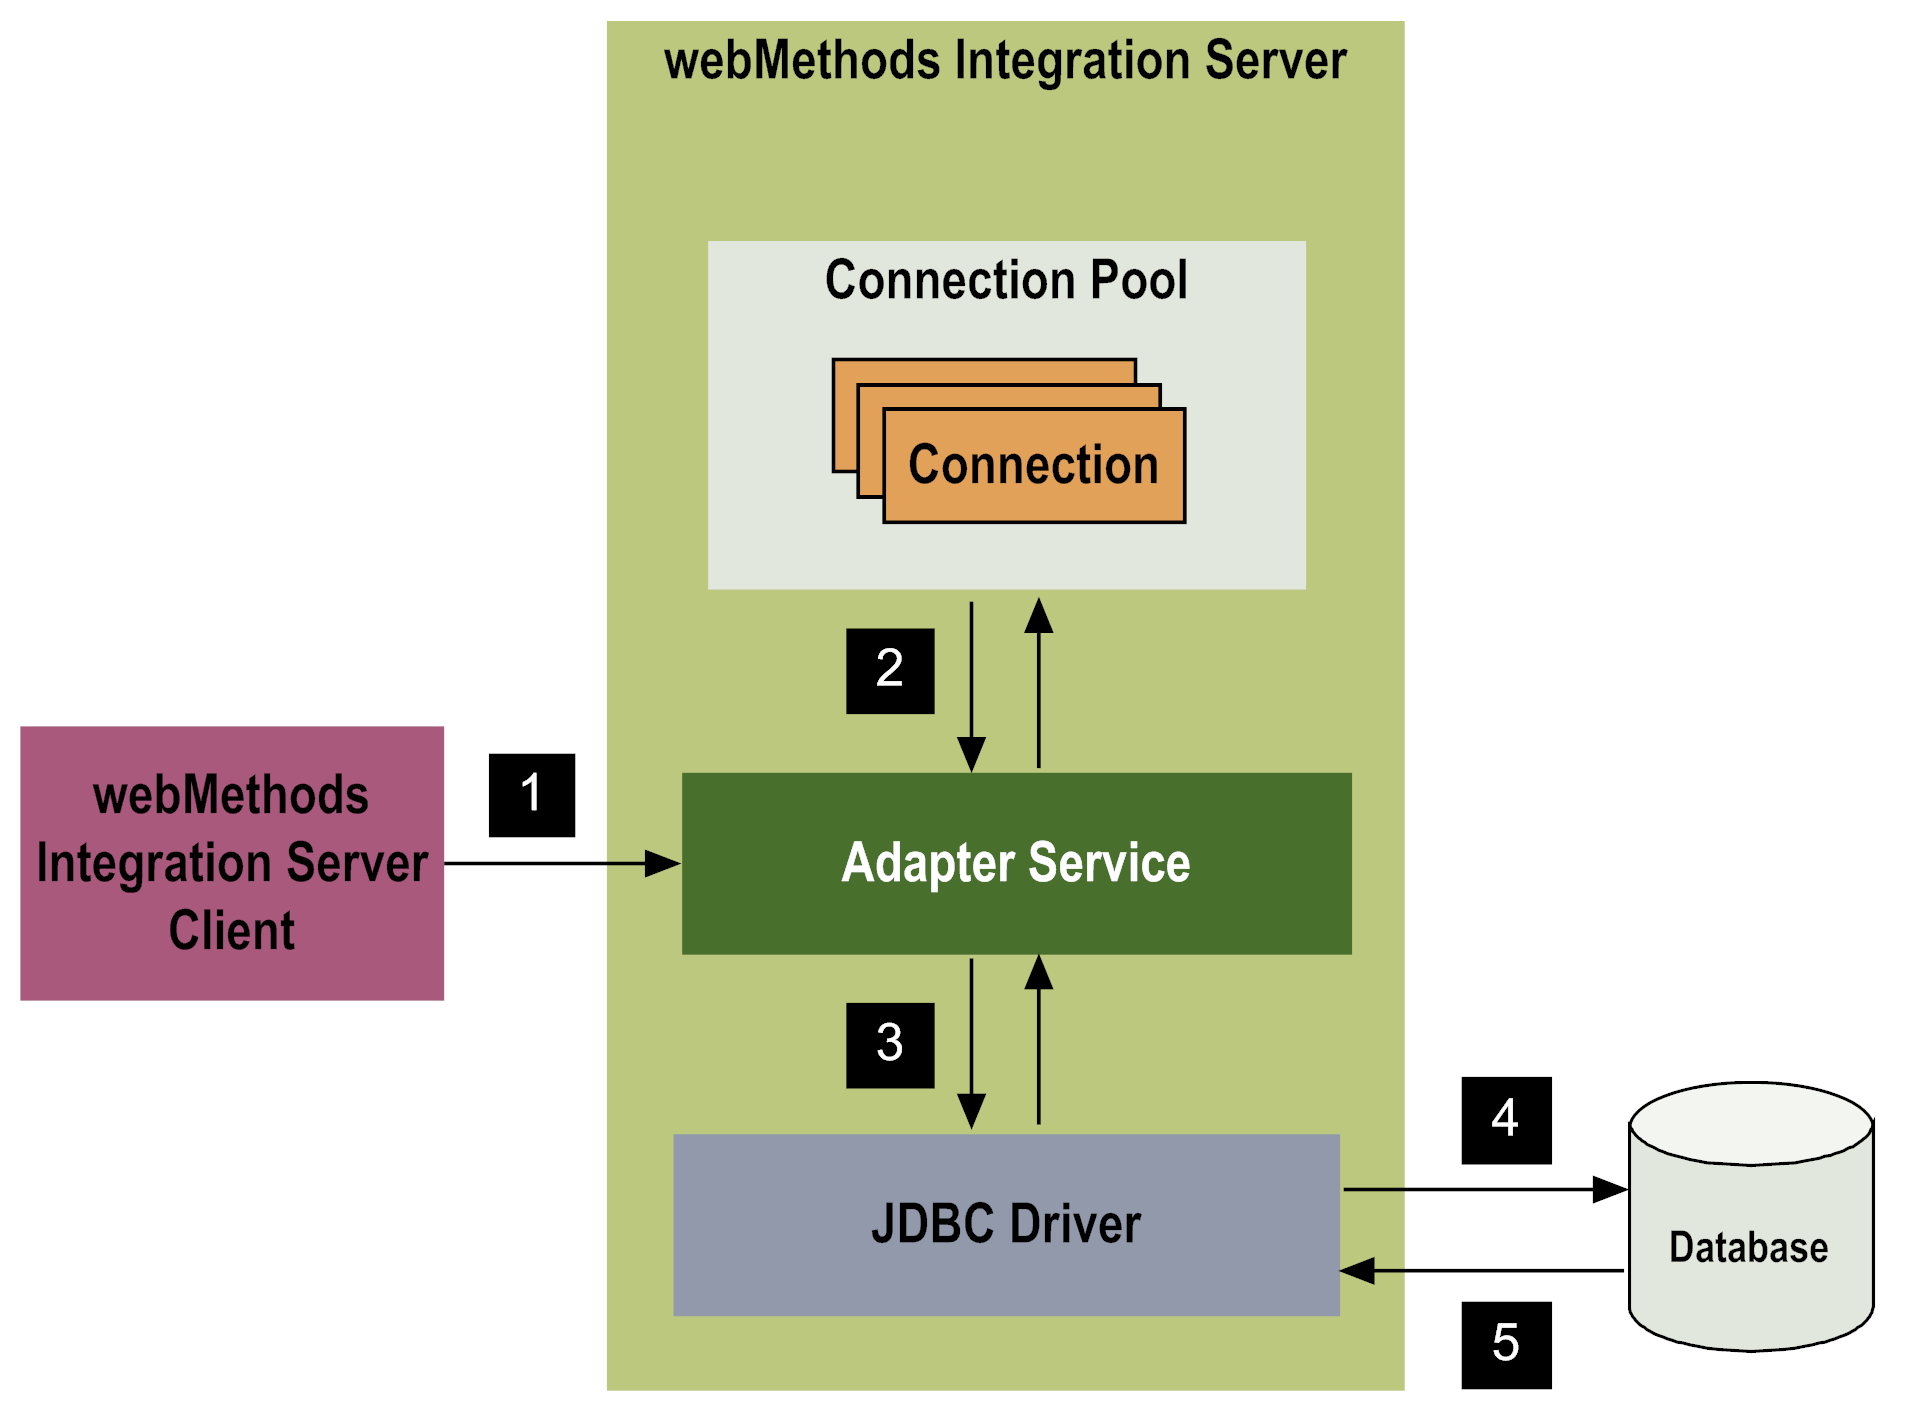 webMethods Integration Server
Connection Pool
Connection
2
webMethods
Integration Server
Client
1
Adapter Service
3
JDBC Driver
4
Database
5